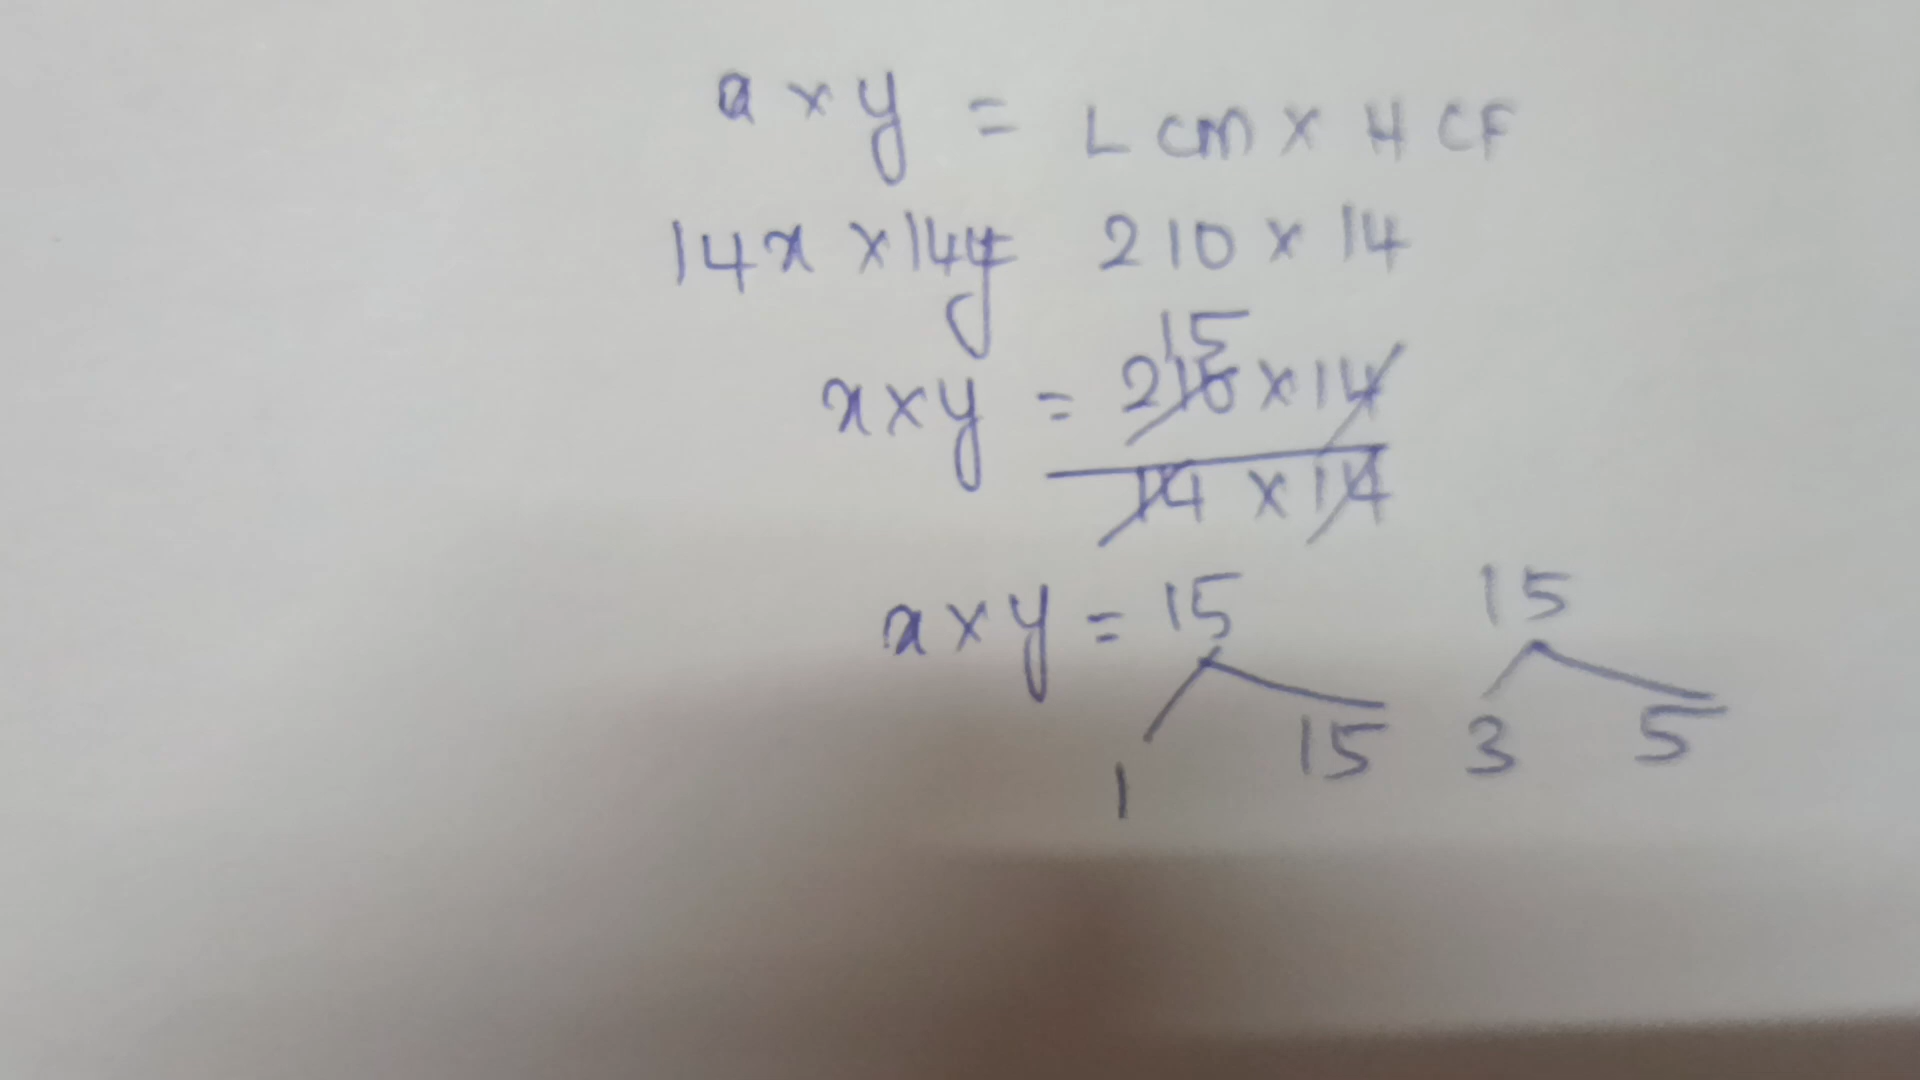 x × y = LCM × HCF
14x × 14y = 210 × 14
15
x × y = 210 × 14
14 × 14
x × y = 15 15
1 15 3 5